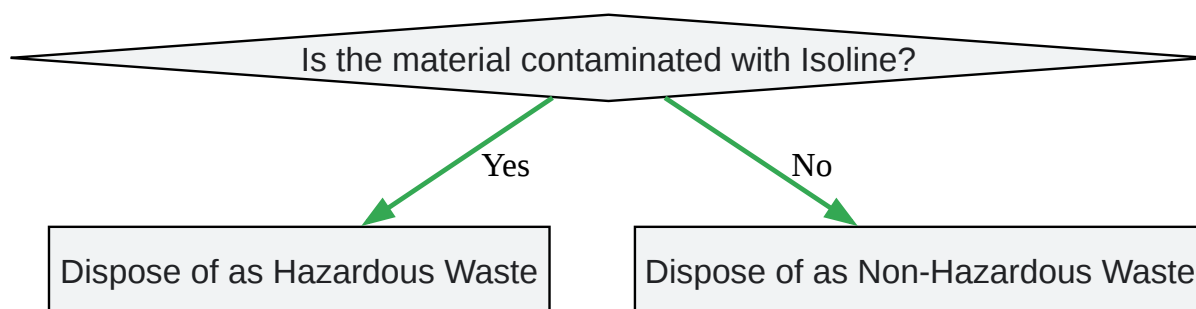 Is the material contaminated with Isoline?
Yes
No
Dispose of as Hazardous Waste
Dispose of as Non-Hazardous Waste